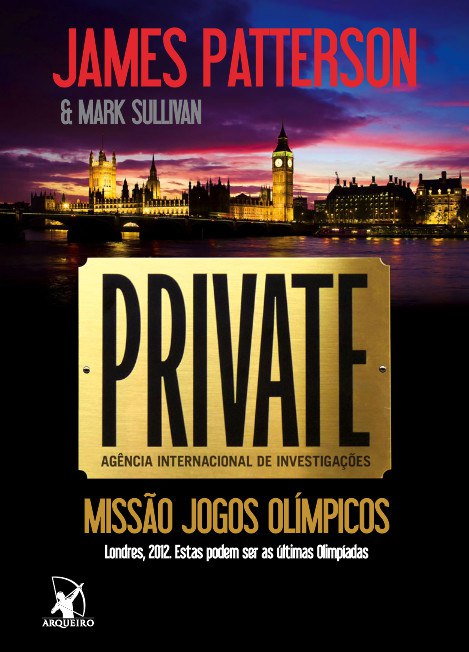 JAMES PATTERSON
& MARK SULLIVAN
PRIVATE
AGÊNCIA INTERNACIONAL DE INVESTIGAÇÕES
MISSÃO JOGOS OLÍMPICOS
Londres, 2012. Estas podem ser as últimas Olimpíadas
ARQUEIRO